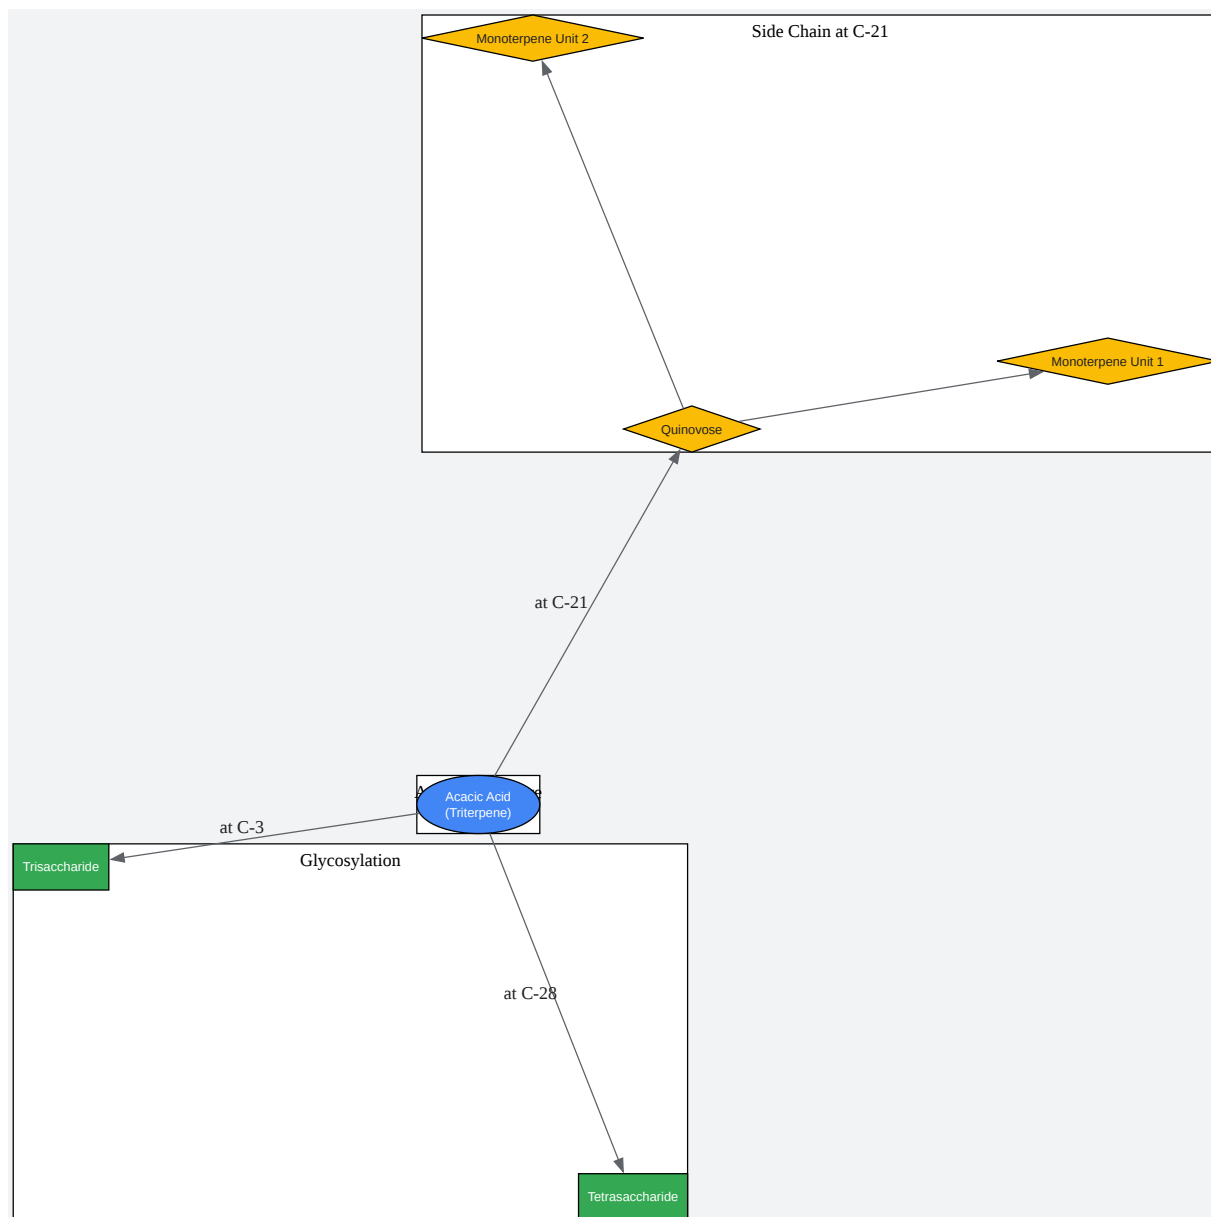 Side Chain at C-21
Monoterpene Unit 2
Monoterpene Unit 1
Quinovose
at C-21
Acacic Acid
(Triterpene)
at C-3
Glycosylation
Trisaccharide
at C-28
Tetrasaccharide